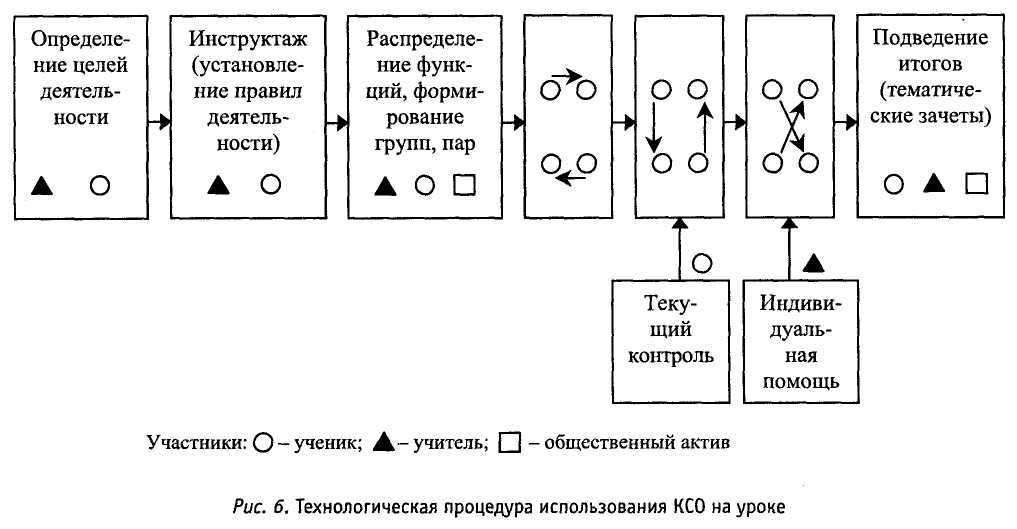 Определе-
ние целей
деятель-
ности
Инструктаж
(установле-
ние правил
деятель-
ности)
Распределе-
ние функ-
ций, форми-
рование
групп, пар
Подведение
итогов
(тематиче-
ские зачеты)
Теку-
щий
контроль
Индиви-
дуаль-
ная
помощь
Участники: – ученик; – учитель; – общественный актив
Рис. 6. Технологическая процедура использования КСО на уроке